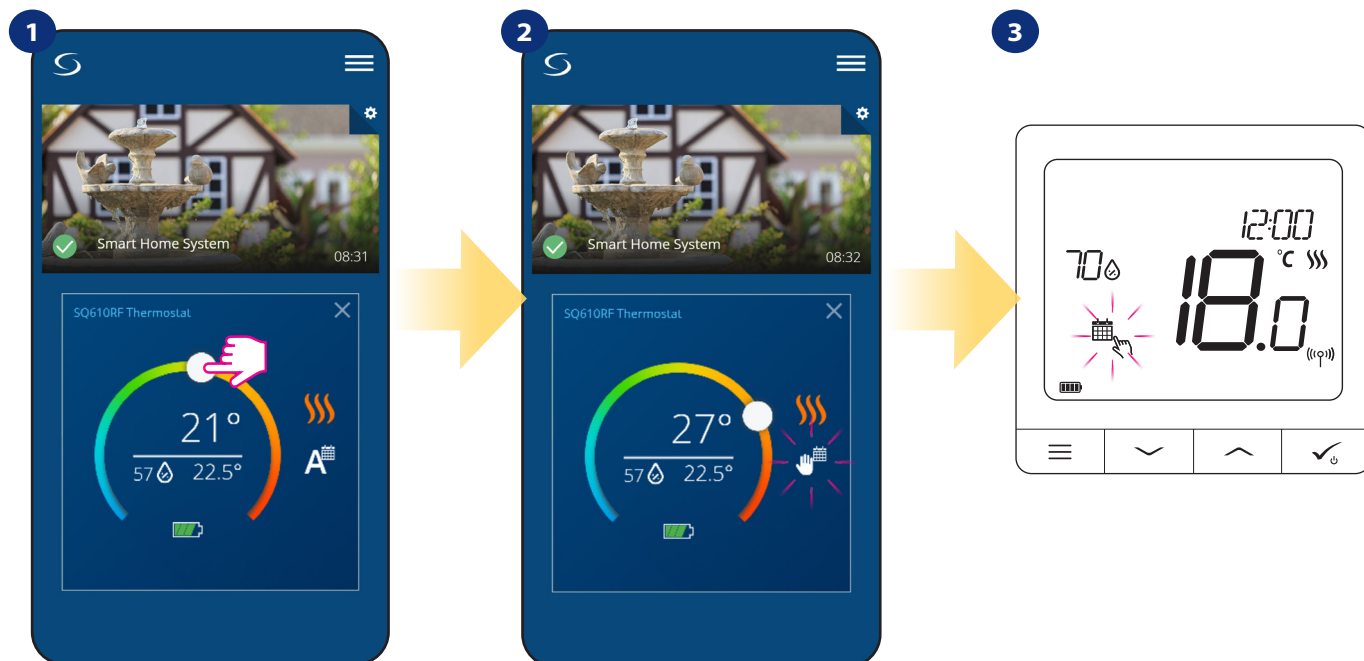 1
Smart Home System
08:31
SQ610RF Thermostat
21°
57 22.5°
A
2
Smart Home System
08:32
SQ610RF Thermostat
27°
57 22.5°
3
12:00
70
18.0 °C